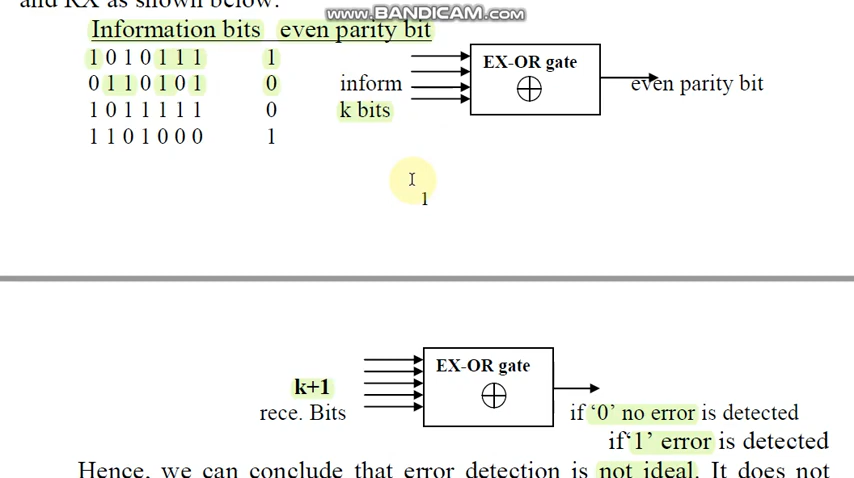 and RX as shown below:
www.BANDICAM.com
Information bits even parity bit
1 0 1 0 1 1 1 1
0 1 1 0 1 0 1 0
1 0 1 1 1 1 1 0
1 1 0 1 0 0 0 1
inform
k bits
EX-OR gate
even parity bit
1
EX-OR gate
k+1
rece. Bits
if ‘0’ no error is detected
if‘1’ error is detected
Hence, we can conclude that error detection is not ideal. It does not